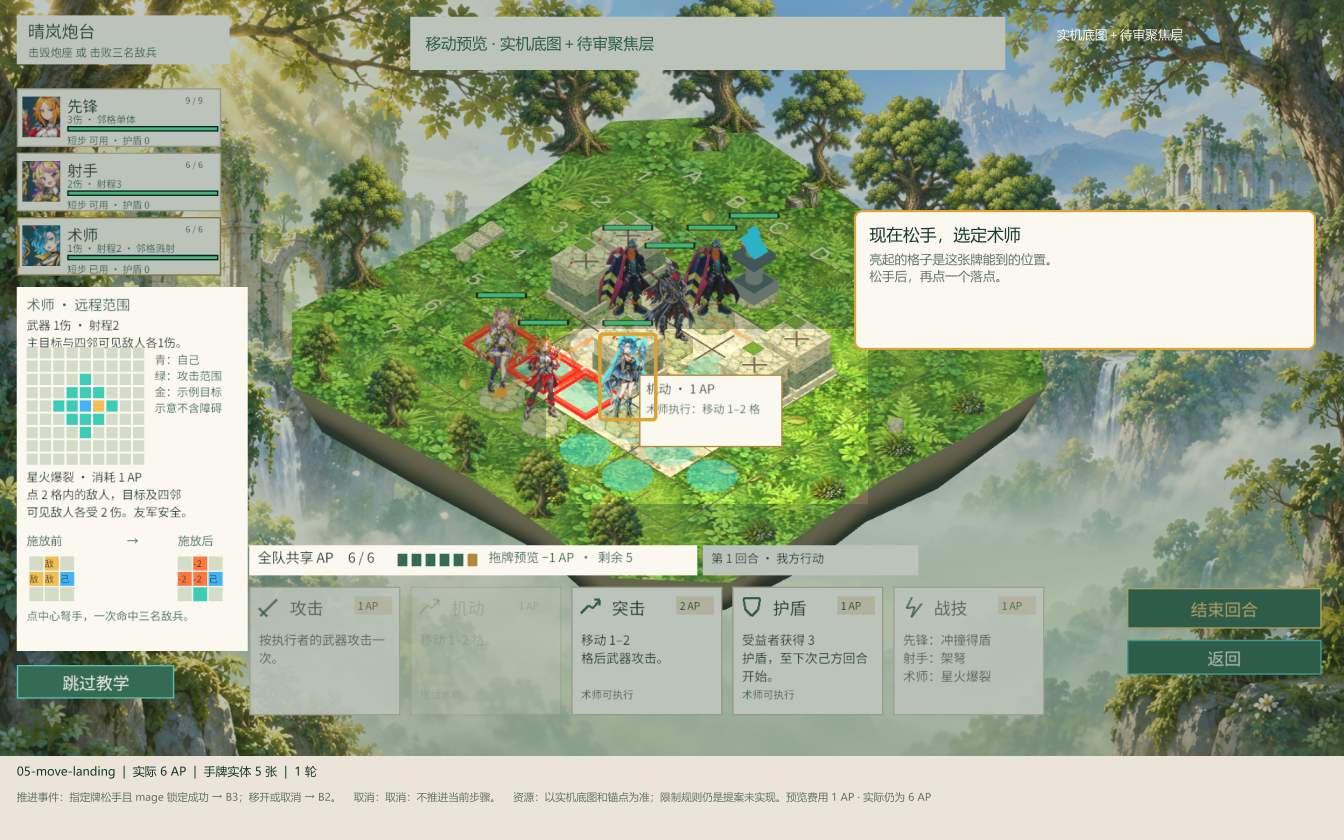 晴岚炮台
击毁炮座 或 击败三名敌兵
移动预览 · 实机底图 + 待审聚焦层
实机底图 + 待审聚焦层
先锋
9 / 9
3伤 · 邻格单体
短步 可用 · 护盾 0
射手
6 / 6
2伤 · 射程3
短步 可用 · 护盾 0
术师
6 / 6
1伤 · 射程2 · 邻格溅射
短步 已用 · 护盾 0
现在松手，选定术师
亮起的格子是这张牌能到的位置。
松手后，再点一个落点。
术师 · 远程范围
武器 1伤 · 射程2
主目标与四邻可见敌人各1伤。
青：自己
绿：攻击范围
金：示例目标
示意不含障碍
星火爆裂 · 消耗 1 AP
点 2 格内的敌人，目标及四邻
可见敌人各受 2 伤。友军安全。
施放前 → 施放后
敌
敌 敌 己
-2
-2 -2 己
点中心弩手，一次命中三名敌兵。
机动 · 1 AP
术师执行：移动 1–2 格
全队共享 AP 6 / 6
拖牌预览 −1 AP · 剩余 5
第 1 回合 · 我方行动
攻击
1 AP
按执行者的武器攻击一
次。
机动
1 AP
移动 1–2 格。
突击
2 AP
移动 1–2
格后武器攻击。
术师可执行
护盾
1 AP
受益者获得 3
护盾，至下次己方回合
开始。
术师可执行
战技
1 AP
先锋：冲撞得盾
射手：架弩
术师：星火爆裂
结束回合
返回
跳过教学
05-move-landing | 实际 6 AP | 手牌实体 5 张 | 1 轮
推进事件：指定牌松手且 mage 锁定成功 → B3；移开或取消 → B2。 取消：取消：不推进当前步骤。 资源：以实机底图和锚点为准；限制规则仍是提案未实现。预览费用 1 AP · 实际仍为 6 AP